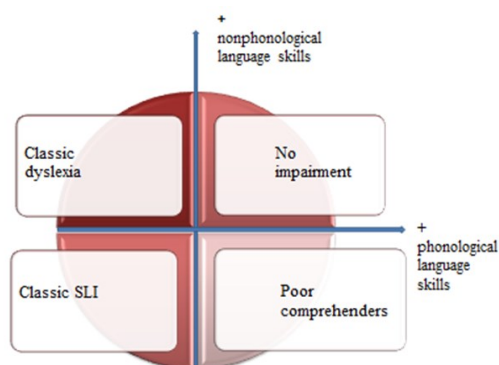 +
nonphonological
language skills
Classic
dyslexia
No
impairment
+
phonological
language
skills
Classic SLI
Poor
comprehenders